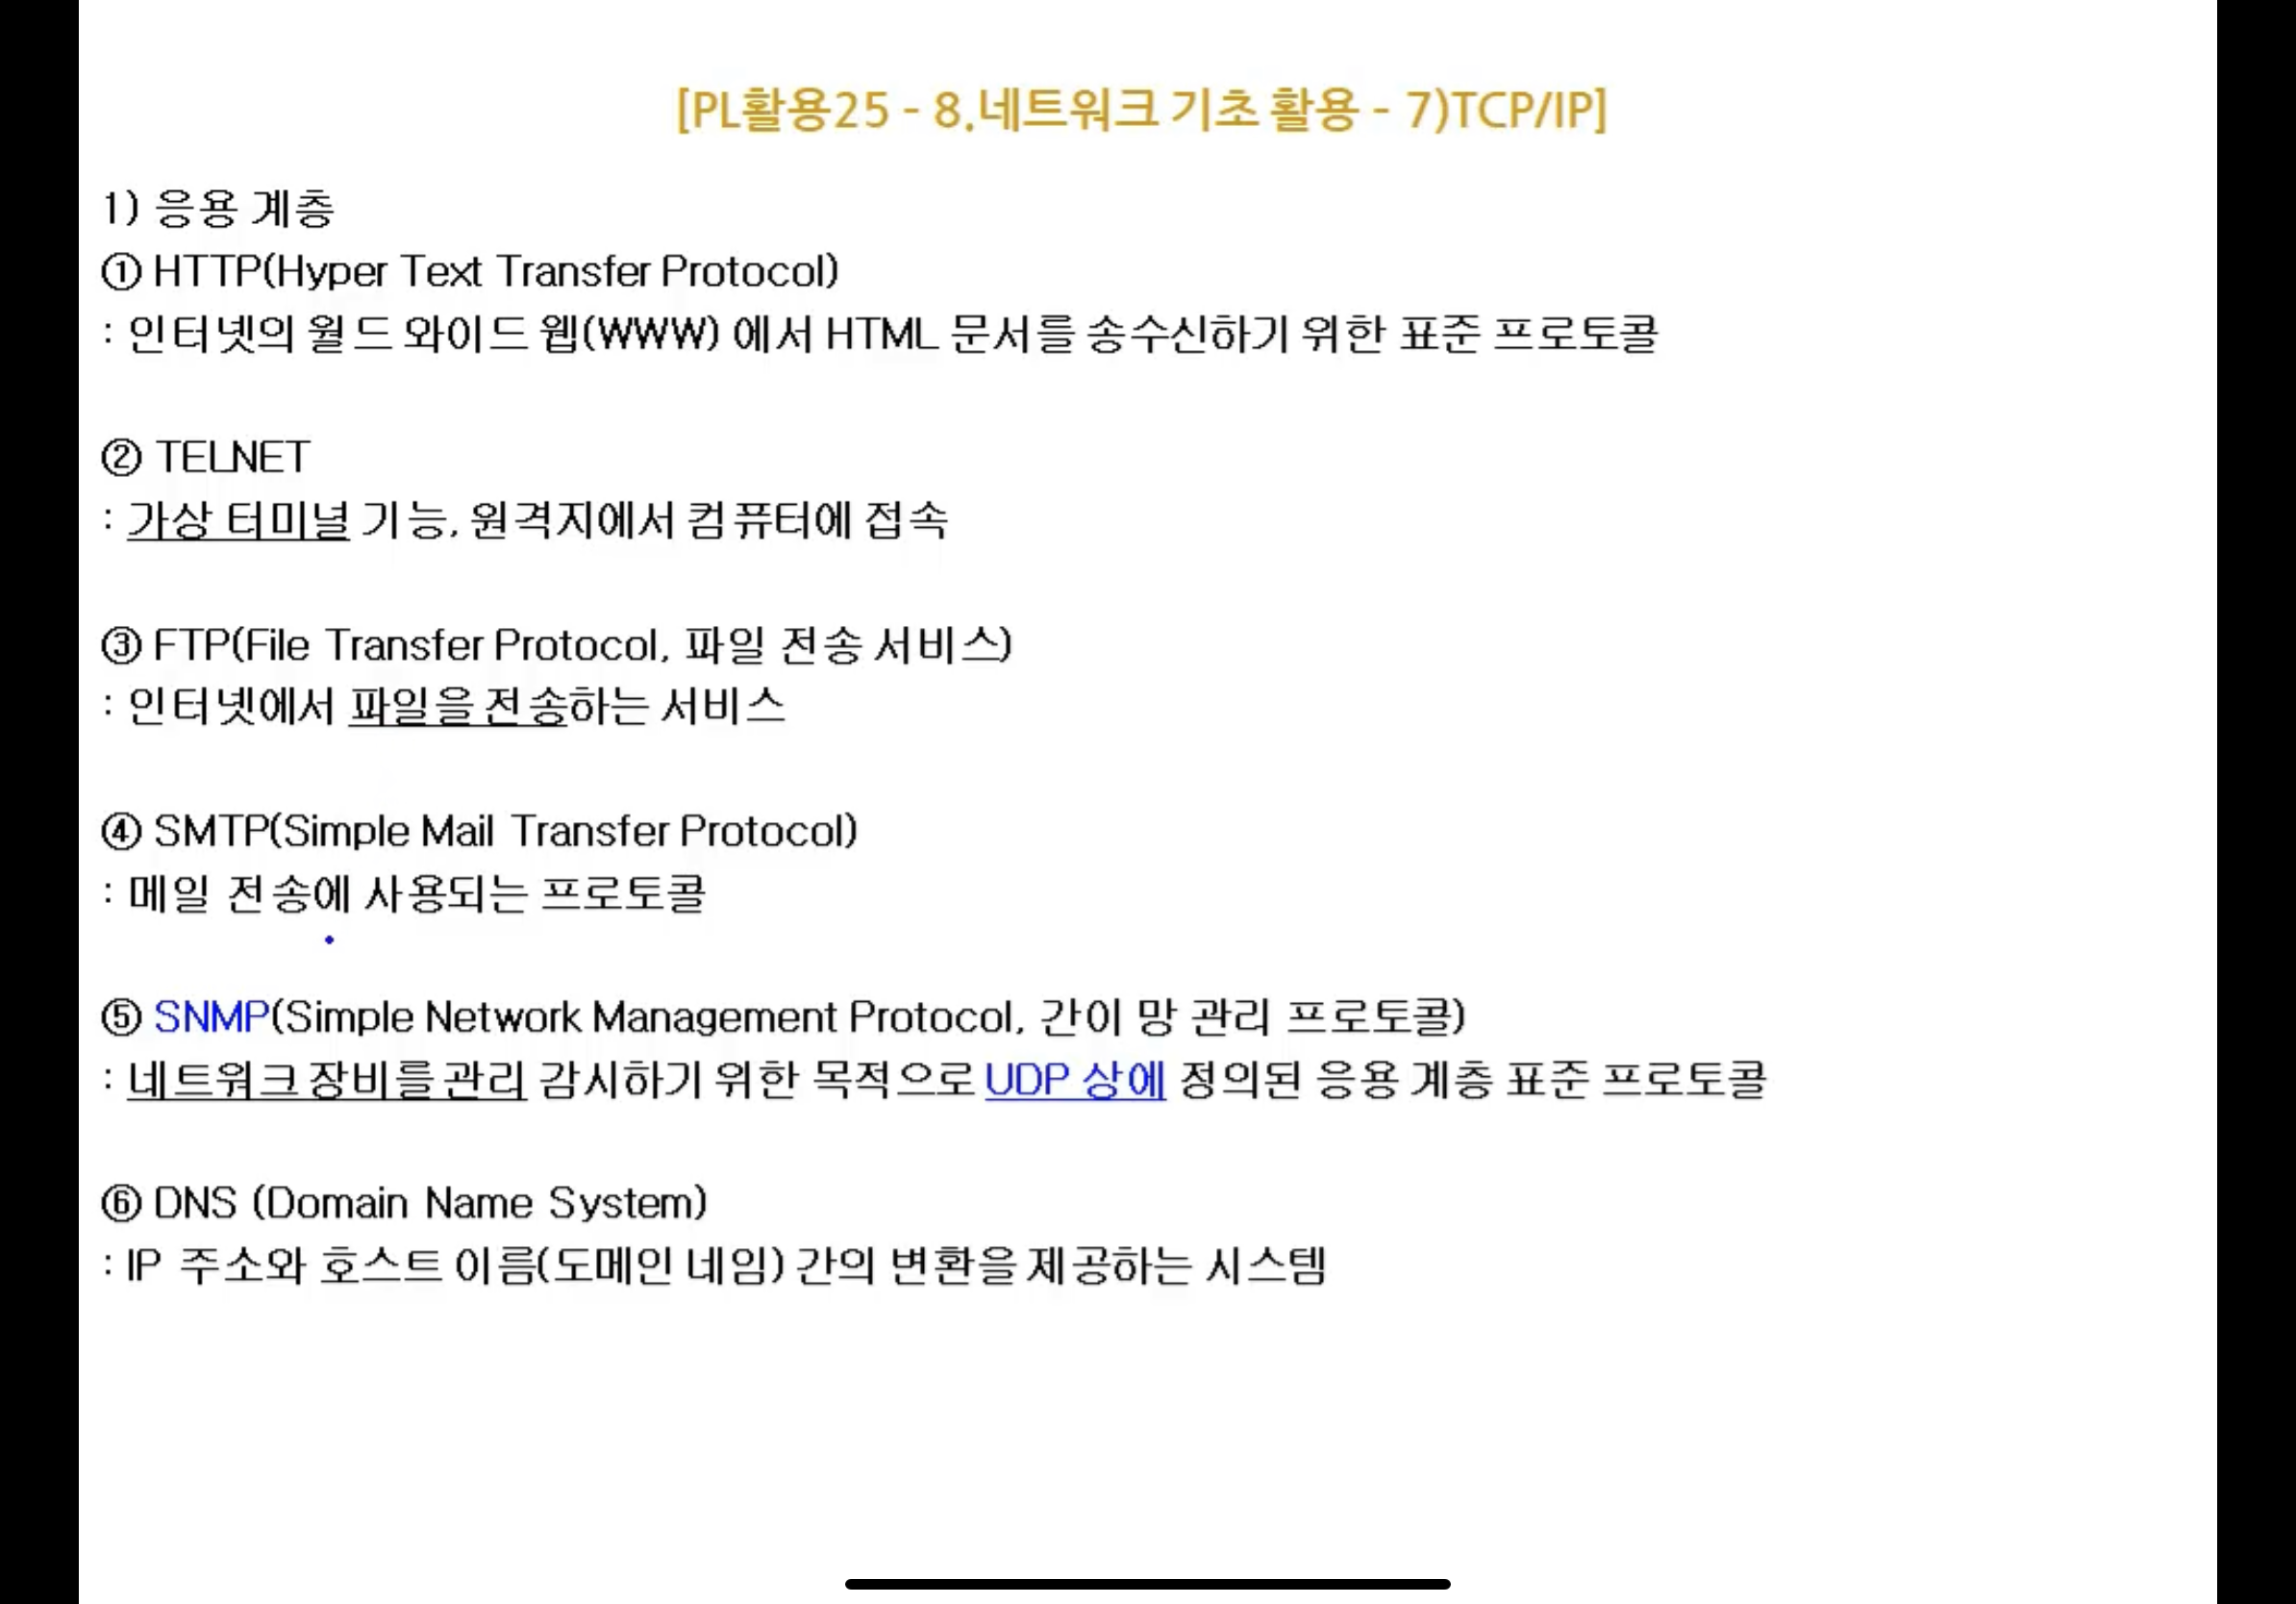 [PL활용25 - 8.네트워크 기초 활용 - 7)TCP/IP]
1) 응용 계층
① HTTP(Hyper Text Transfer Protocol)
: 인터넷의 월드 와이드 웹(WWW) 에서 HTML 문서를 송수신하기 위한 표준 프로토콜
② TELNET
: 가상 터미널 기능, 원격지에서 컴퓨터에 접속
③ FTP(File Transfer Protocol, 파일 전송 서비스)
: 인터넷에서 파일을 전송하는 서비스
④ SMTP(Simple Mail Transfer Protocol)
: 메일 전송에 사용되는 프로토콜
⑤ SNMP(Simple Network Management Protocol, 간이 망 관리 프로토콜)
: 네트워크 장비를 관리 감시하기 위한 목적으로 UDP 상에 정의된 응용 계층 표준 프로토콜
⑥ DNS (Domain Name System)
: IP 주소와 호스트 이름(도메인 네임) 간의 변환을 제공하는 시스템